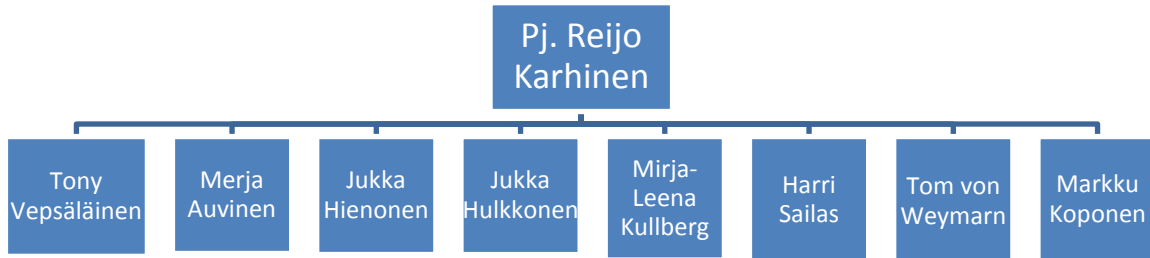 Pj. Reijo
Karhinen
Tony
Vepsäläinen
Merja
Auvinen
Jukka
Hienonen
Jukka
Hulkkonen
Mirja-
Leena
Kullberg
Harri
Sailas
Tom von
Weymarn
Markku
Koponen